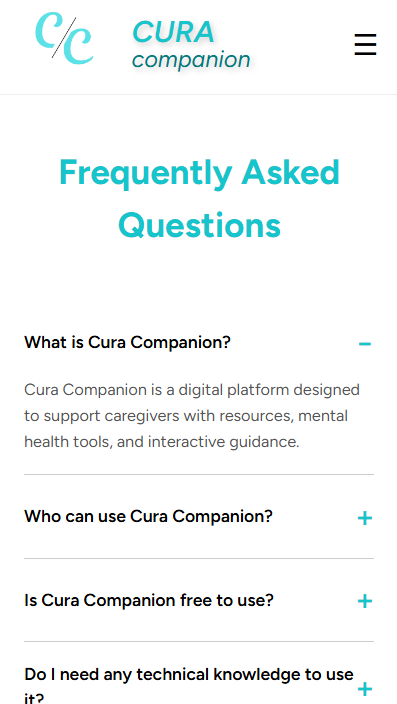 C/C
CURA
companion
Frequently Asked
Questions
What is Cura Companion?
Cura Companion is a digital platform designed
to support caregivers with resources, mental
health tools, and interactive guidance.
Who can use Cura Companion?
Is Cura Companion free to use?
Do I need any technical knowledge to use
it?